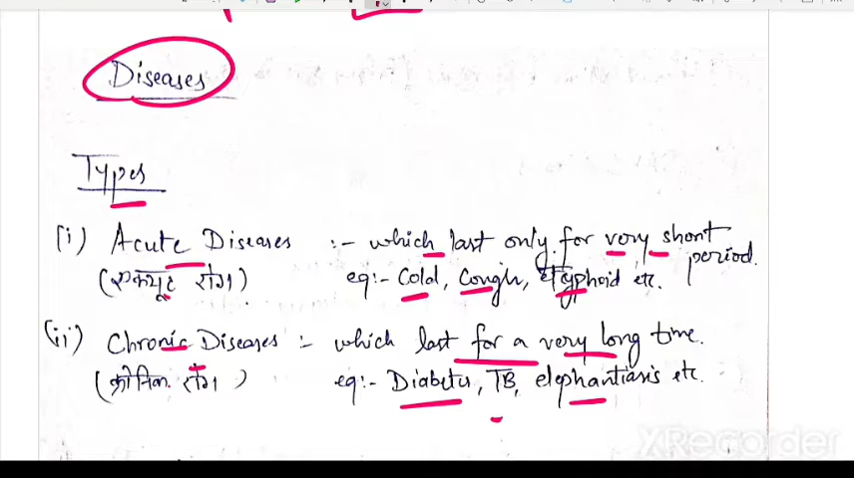 Diseases
Types
(i) Acute Diseases :- which last only for very short period.
(एक्यूट रोग) eg:- Cold, Cough, Typhoid etc.
(ii) Chronic Diseases :- which last for a very long time.
(क्रोनिक रोग) eg:- Diabetes, TB, elephantiasis etc.
XRecorder